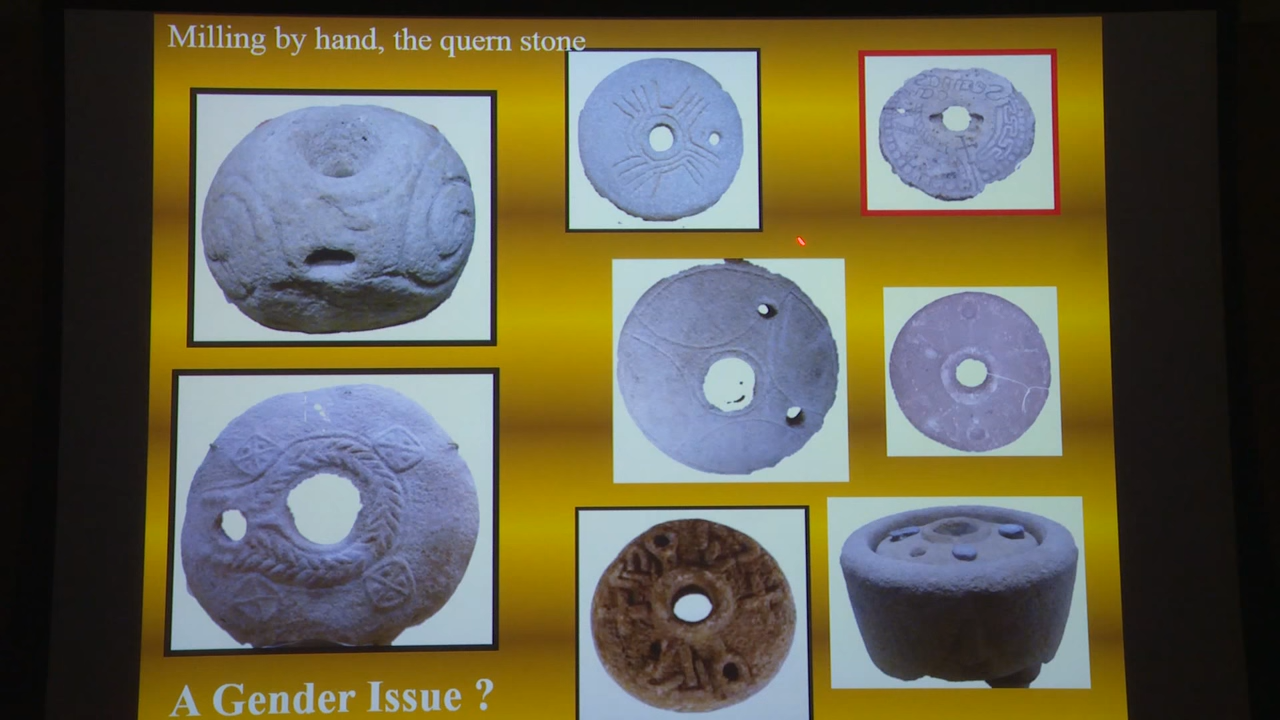 Milling by hand, the quern stone
A Gender Issue ?